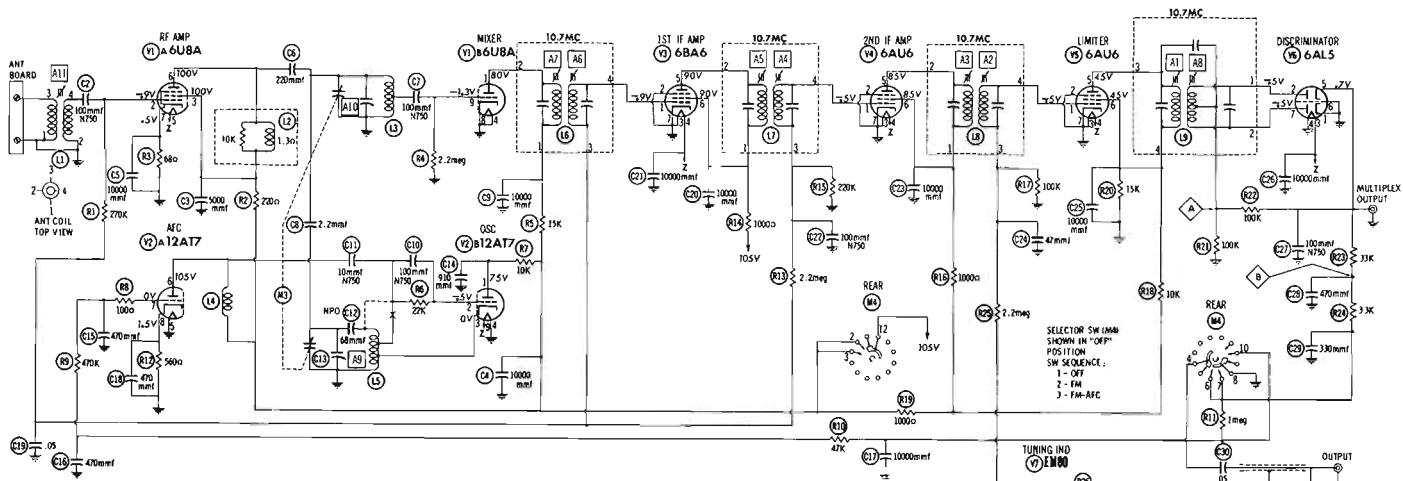 RF AMP
V1 A 6U8A
C6
220mmf
MIXER
V1 B 6U8A
10.7MC
A7 A6
1ST IF AMP
V3 6BA6
10.7MC
A5 A4
2ND IF AMP
V4 6AU6
10.7MC
A3 A2
LIMITER
V5 6AU6
10.7MC
A1 A8
DISCRIMINATOR
V6 6AL5
ANT
BOARD
A11
C2
100mmf
N750
100V
100V
L2
10K
1.3Ω
A10
L3
C7
100mmf
N750
80V
90V
90V
85V
85V
45V
45V
L1
R3
68Ω
C5
10000
mmf
C3
5000
mmf
R2
220Ω
R4
2.2meg
L6
L7
L8
L9
ANT COIL
TOP VIEW
R1
270K
C8
2.2mmf
C9
10000
mmf
R5
15K
C21
10000mmf
C20
10000
mmf
R14
1000Ω
105V
R15
220K
C22
100mmf
N750
R13
2.2meg
C23
10000
mmf
R16
1000Ω
R17
100K
C24
47mmf
R25
2.2meg
C25
10000
mmf
R20
15K
R18
10K
A
R21
100K
R22
100K
C26
10000mmf
MULTIPLEX
OUTPUT
C27
100mmf
N750
R23
33K
B
C28
470mmf
R24
3.3K
C29
330mmf
AFC
V2 A 12AT7
105V
R8
100Ω
0V
1.5V
C15
470mmf
R9
470K
C18
470
mmf
R12
560Ω
L4
M3
C11
10mmf
N750
C10
100mmf
N750
R6
22K
C14
910
mmf
OSC
V2 B 12AT7
75V
0V
R7
10K
NPO
C12
68mmf
C13
A9
L5
C4
10000
mmf
REAR
M4
12
2
3
105V
SELECTOR SW (M4)
SHOWN IN "OFF"
POSITION
SW SEQUENCE:
1 - OFF
2 - FM
3 - FM-AFC
REAR
M4
4
10
6
7
8
R19
1000Ω
R11
1meg
C19
.05
C16
470mmf
R10
47K
C17
10000mmf
TUNING IND
V7 EM80
C30
.05
OUTPUT